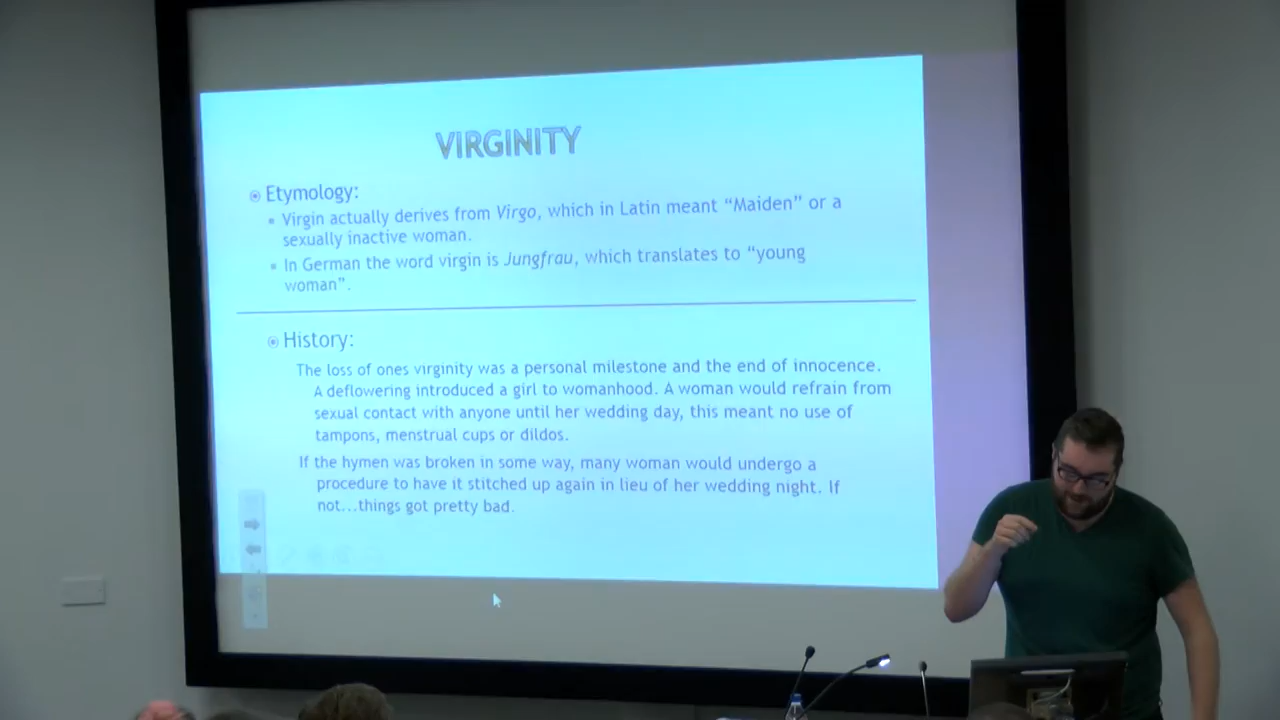 VIRGINITY
Etymology:
Virgin actually derives from Virgo, which in Latin meant “Maiden” or a
sexually inactive woman.
In German the word virgin is Jungfrau, which translates to “young
woman”.
History:
The loss of ones virginity was a personal milestone and the end of innocence.
A deflowering introduced a girl to womanhood. A woman would refrain from
sexual contact with anyone until her wedding day, this meant no use of
tampons, menstrual cups or dildos.
If the hymen was broken in some way, many woman would undergo a
procedure to have it stitched up again in lieu of her wedding night. If
not...things got pretty bad.